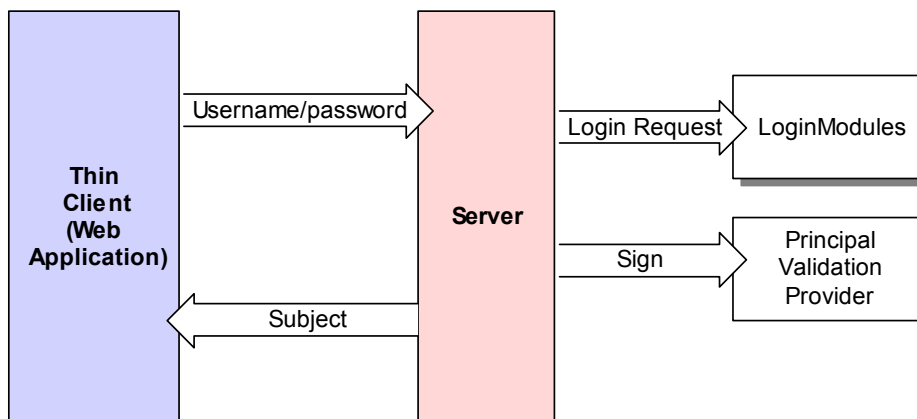 Thin
Client
(Web
Application)
Username/password
Subject
Server
Login Request
LoginModules
Sign
Principal
Validation
Provider